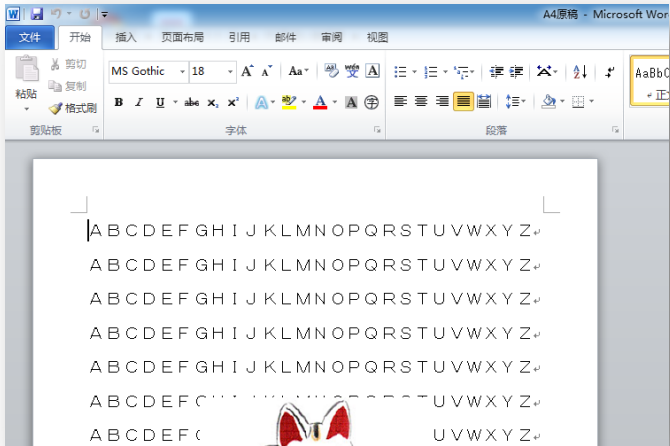 A4原稿 - Microsoft Wor
文件 开始 插入 页面布局 引用 邮件 审阅 视图
剪切
复制
格式刷
粘贴
MS Gothic 18
AaBbC
正
剪贴板 字体 段落
ABCDEFGHIJKLMNOPQRSTUVWXYZ
ABCDEFGHIJKLMNOPQRSTUVWXYZ
ABCDEFGHIJKLMNOPQRSTUVWXYZ
ABCDEFGHIJKLMNOPQRSTUVWXYZ
ABCDEFGHIJKLMNOPQRSTUVWXYZ
ABCDEF UVWXYZ
ABCDEF UVWXYZ